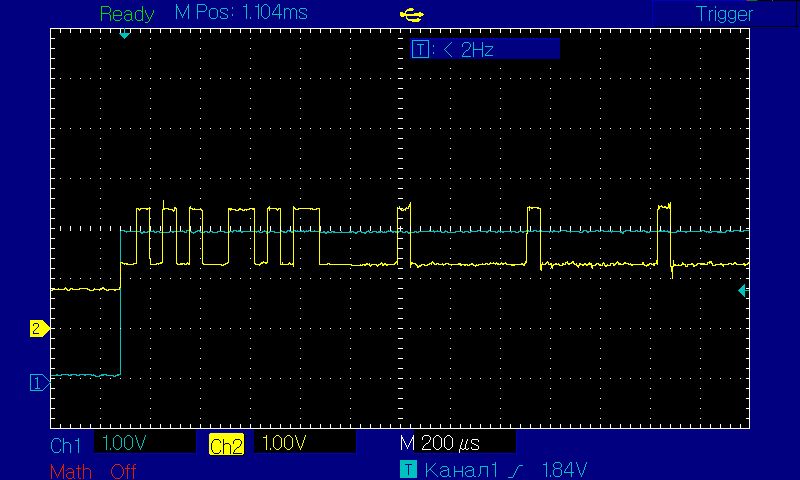 Ready M Pos: 1.104ms Trigger
T: < 2Hz
2
1
Ch1 1.00V Ch2 1.00V M 200 μs
Math Off T Канал1 1.84V